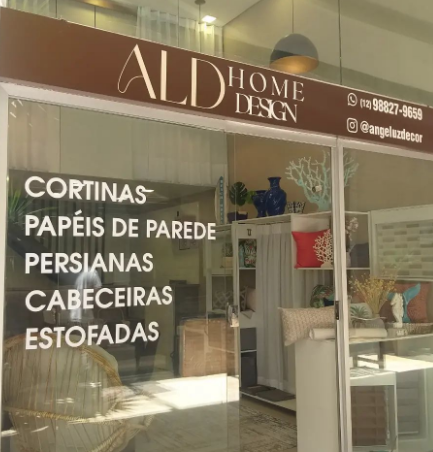 ALD HOME DESIGN
(12) 98827-9659
@angeluzdecor
CORTINAS
PAPÉIS DE PAREDE
PERSIANAS
CABECEIRAS
ESTOFADAS